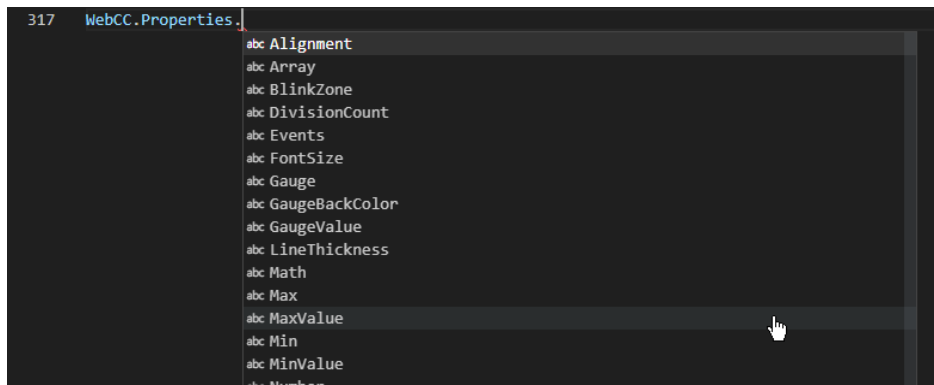 317 WebCC.Properties.
abc Alignment
abc Array
abc BlinkZone
abc DivisionCount
abc Events
abc FontSize
abc Gauge
abc GaugeBackColor
abc GaugeValue
abc LineThickness
abc Math
abc Max
abc MaxValue
abc Min
abc MinValue